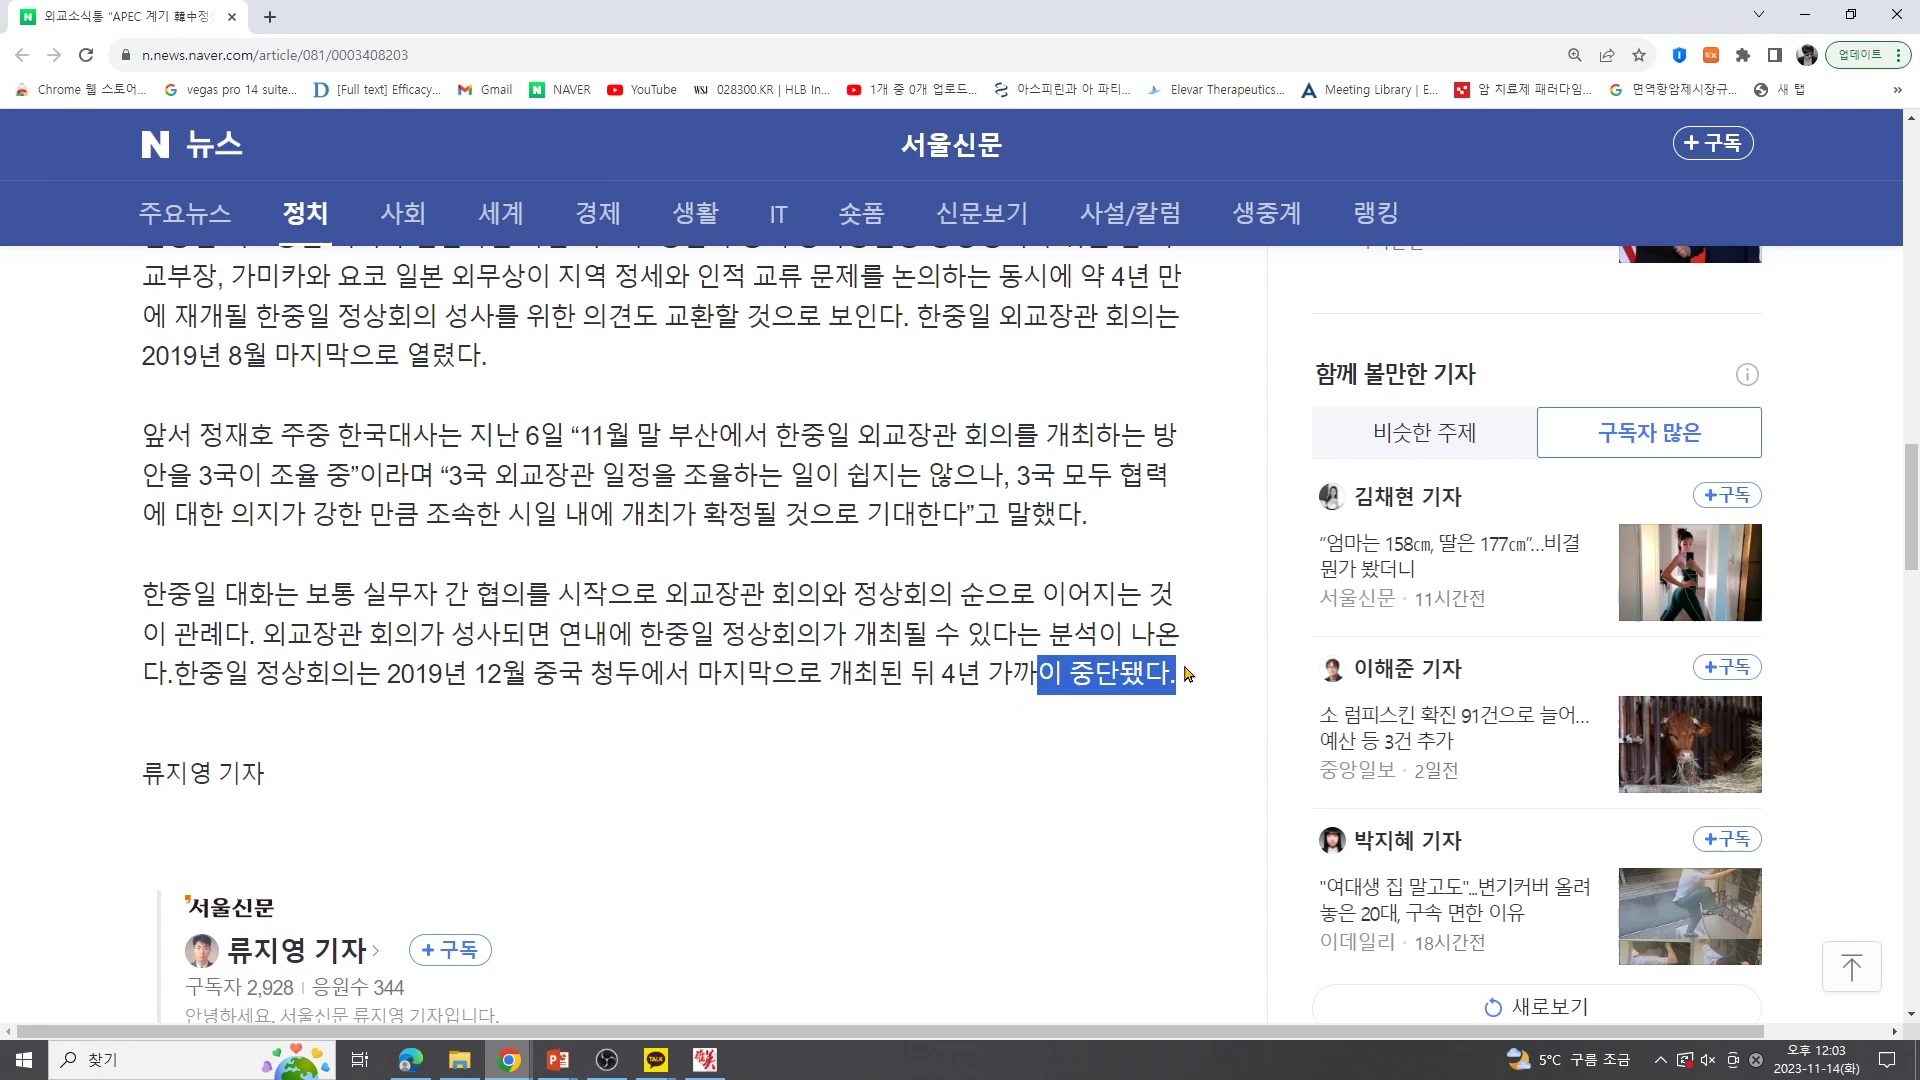 외교소식통 "APEC 계기 韓中정
n.news.naver.com/article/081/0003408203
업데이트
Chrome 웹 스토어...
vegas pro 14 suite...
[Full text] Efficacy...
Gmail
NAVER
YouTube
WSJ 028300.KR | HLB In...
1개 중 0개 업로드...
아스피린과 아 파티...
Elevar Therapeutics...
Meeting Library | E...
암 치료제 패러다임...
면역항암제시장규...
새 탭
N 뉴스
서울신문
+ 구독
주요뉴스 정치 사회 세계 경제 생활 IT 숏폼 신문보기 사설/칼럼 생중계 랭킹
교부장, 가미카와 요코 일본 외무상이 지역 정세와 인적 교류 문제를 논의하는 동시에 약 4년 만
에 재개될 한중일 정상회의 성사를 위한 의견도 교환할 것으로 보인다. 한중일 외교장관 회의는
2019년 8월 마지막으로 열렸다.
앞서 정재호 주중 한국대사는 지난 6일 “11월 말 부산에서 한중일 외교장관 회의를 개최하는 방
안을 3국이 조율 중”이라며 “3국 외교장관 일정을 조율하는 일이 쉽지는 않으나, 3국 모두 협력
에 대한 의지가 강한 만큼 조속한 시일 내에 개최가 확정될 것으로 기대한다”고 말했다.
한중일 대화는 보통 실무자 간 협의를 시작으로 외교장관 회의와 정상회의 순으로 이어지는 것
이 관례다. 외교장관 회의가 성사되면 연내에 한중일 정상회의가 개최될 수 있다는 분석이 나온
다.한중일 정상회의는 2019년 12월 중국 청두에서 마지막으로 개최된 뒤 4년 가까이 중단됐다.
류지영 기자
서울신문
류지영 기자
+ 구독
구독자 2,928 응원수 344
안녕하세요. 서울신문 류지영 기자입니다.
함께 볼만한 기자
비슷한 주제
구독자 많은
김채현 기자
+구독
“엄마는 158㎝, 딸은 177㎝”…비결
뭔가 봤더니
서울신문 · 11시간전
이해준 기자
+구독
소 럼피스킨 확진 91건으로 늘어…
예산 등 3건 추가
중앙일보 · 2일전
박지혜 기자
+구독
"여대생 집 말고도"…변기커버 올려
놓은 20대, 구속 면한 이유
이데일리 · 18시간전
새로보기
찾기
TALK
5°C 구름 조금
오후 12:03
2023-11-14(화)